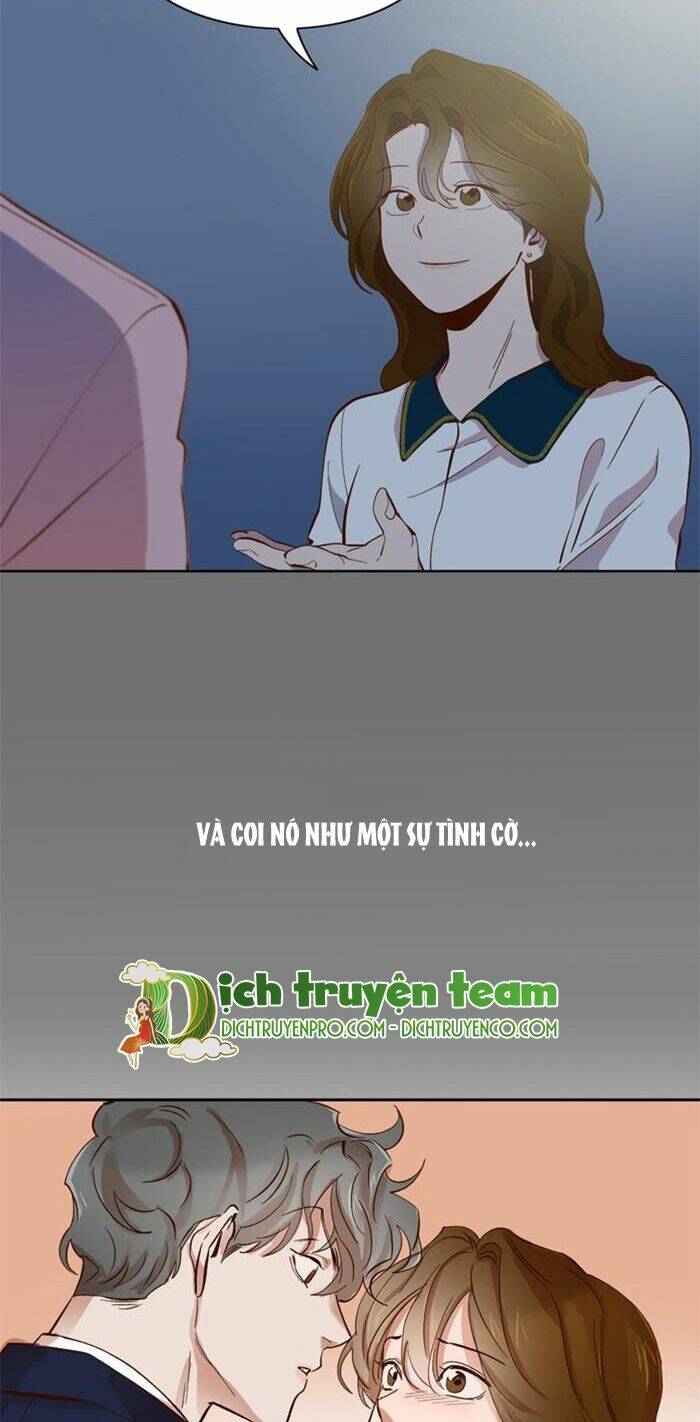 VÀ COI NÓ NHƯ MỘT SỰ TÌNH CỜ...
Dịch truyện team
DICHTRUYENPRO.COM - DICHTRUYENCO.COM